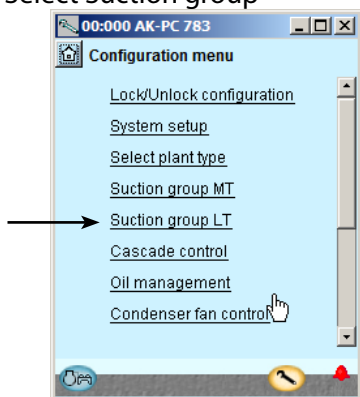 Select Suction group
00:000 AK-PC 783
Configuration menu
Lock/Unlock configuration
System setup
Select plant type
Suction group MT
Suction group LT
Cascade control
Oil management
Condenser fan control